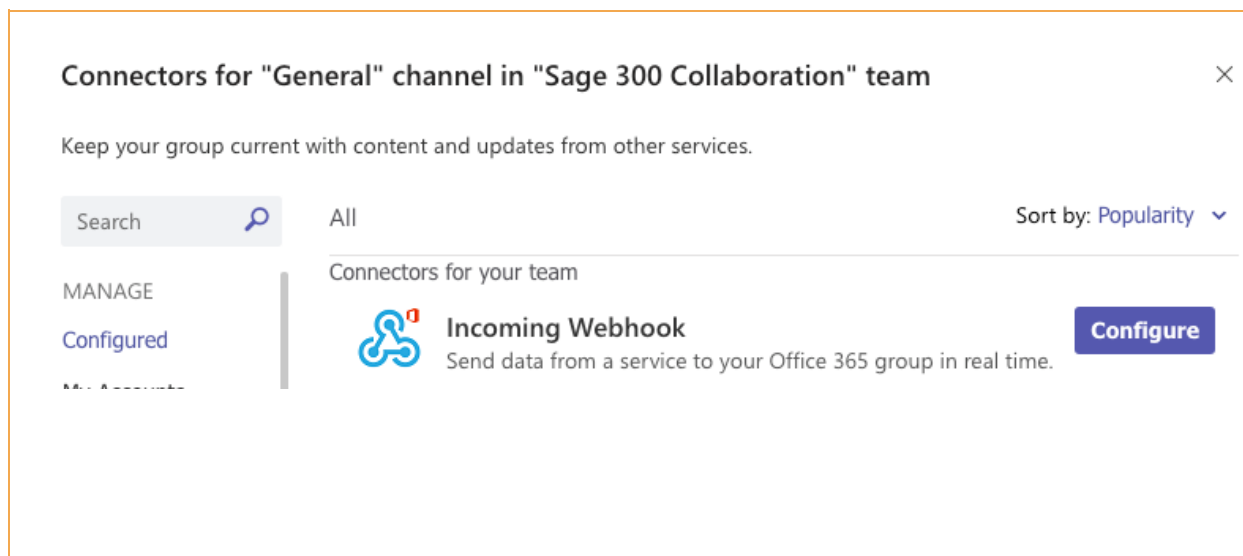 Connectors for "General" channel in "Sage 300 Collaboration" team
Keep your group current with content and updates from other services.
Search
All
Sort by: Popularity
MANAGE
Configured
My Accounts
Connectors for your team
Incoming Webhook
Send data from a service to your Office 365 group in real time.
Configure